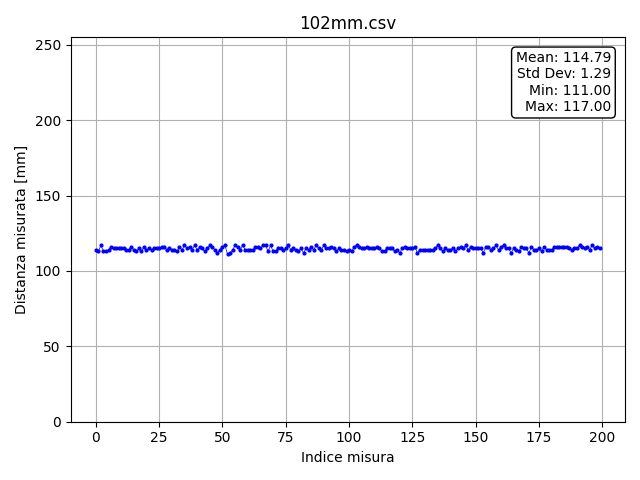 102mm.csv
Mean: 114.79
Std Dev: 1.29
Min: 111.00
Max: 117.00
Distanza misurata [mm]
250
200
150
100
50
0
0 25 50 75 100 125 150 175 200
Indice misura